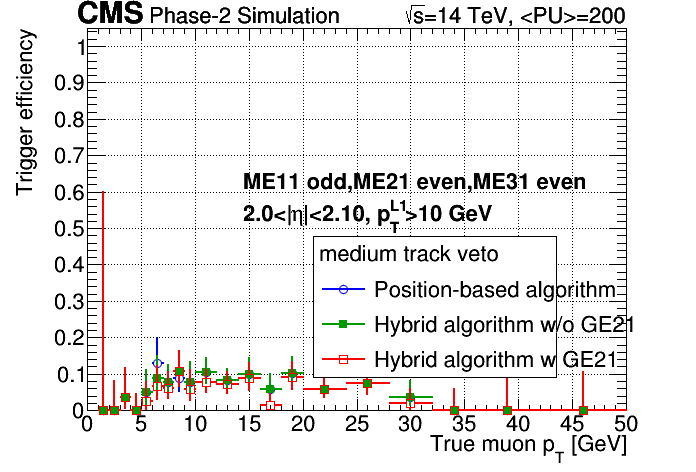 CMS Phase-2 Simulation √s=14 TeV, <PU>=200
Trigger efficiency
1
0.9
0.8
0.7
0.6
0.5
0.4
0.3
0.2
0.1
0
ME11 odd,ME21 even,ME31 even
2.0<|η|<2.10, p_T^L1>10 GeV
medium track veto
Position-based algorithm
Hybrid algorithm w/o GE21
Hybrid algorithm w GE21
0 5 10 15 20 25 30 35 40 45 50
True muon p_T [GeV]